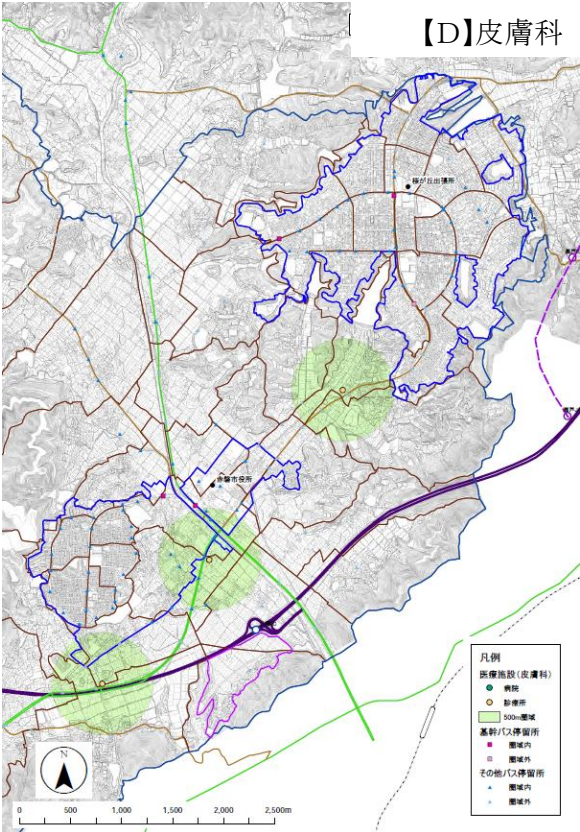 【D】皮膚科
桜が丘出張所
赤磐市役所
凡例
医療施設(皮膚科)
病院
診療所
500m圏域
基幹バス停留所
圏域内
圏域外
その他バス停留所
圏域内
圏域外
N
0 500 1,000 1,500 2,000 2,500m